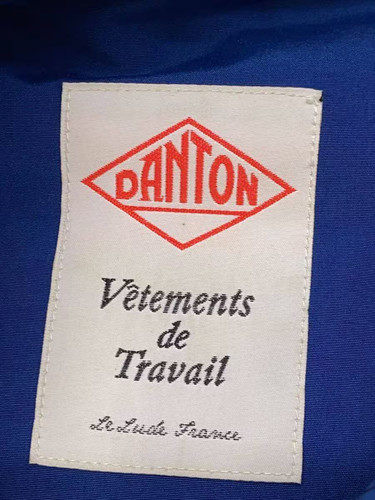 DANTON
Vêtements
de
Travail
Le Lude France